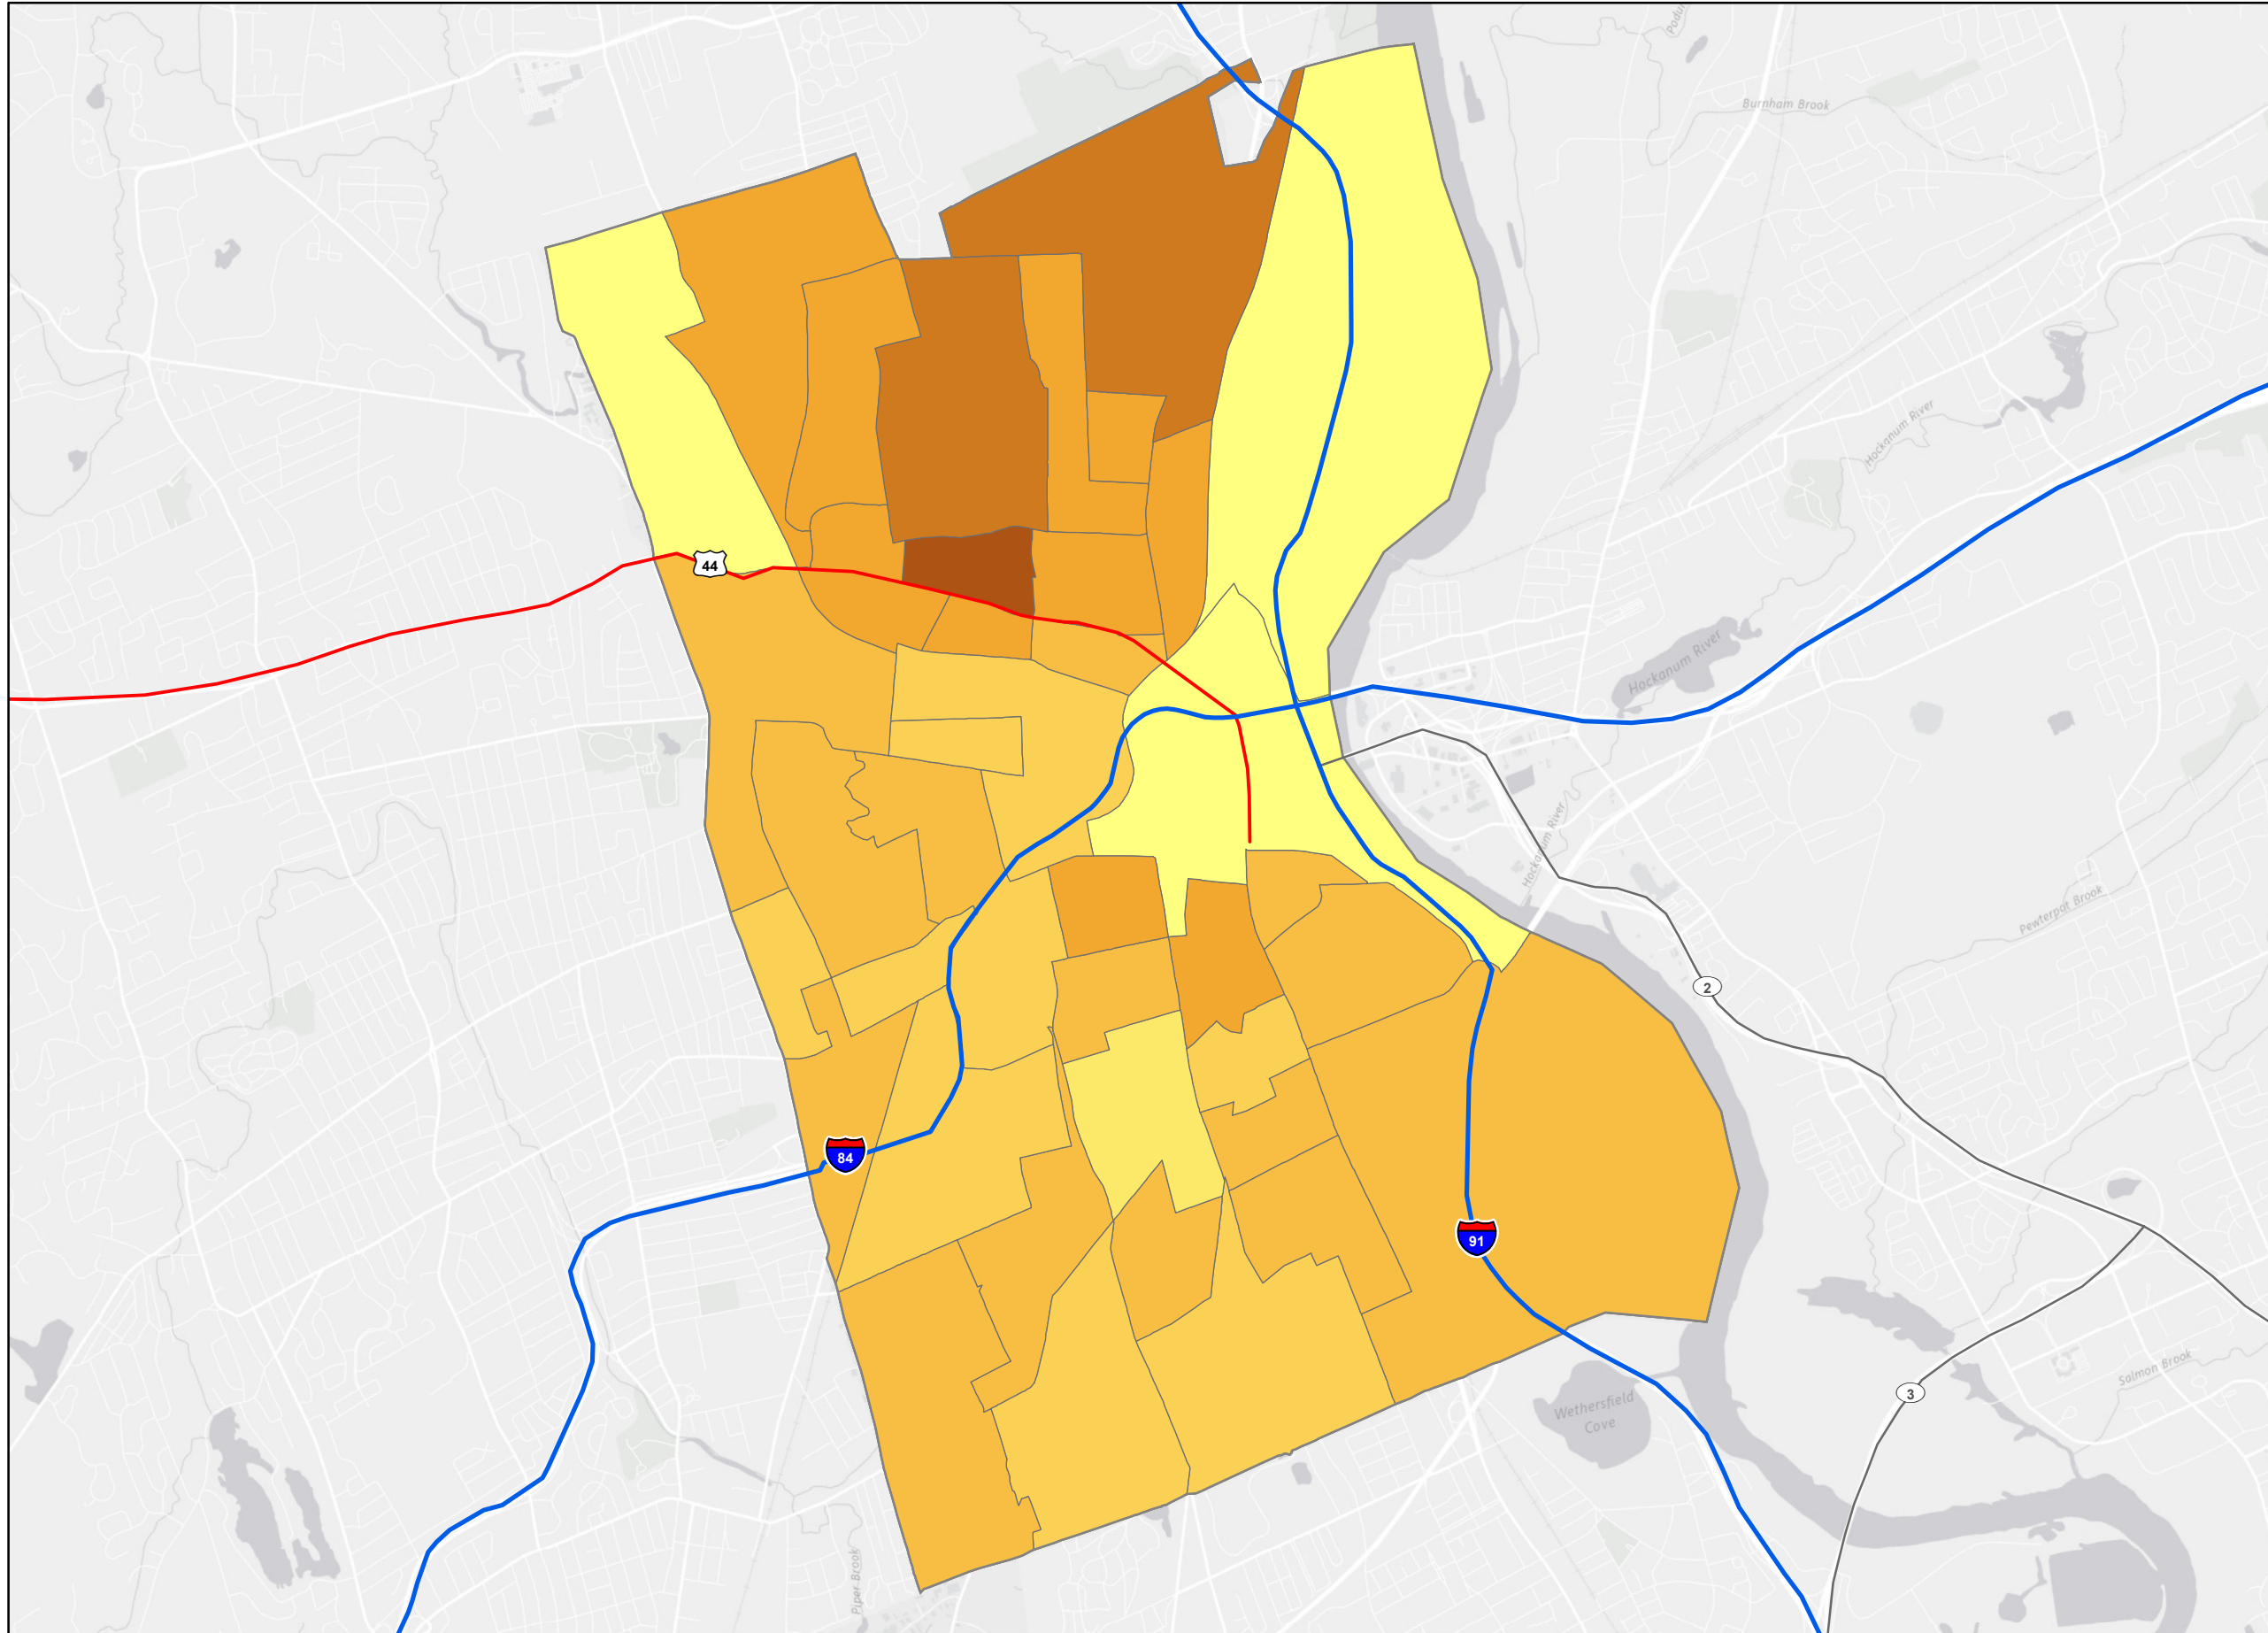 Podun
Burnham Brook
Hockanum River
44
Hockanum River
Hockanum River
Pewterpot Brook
2
84
91
Salmon Brook
3
Wethersfield
Cove
Piper Brook